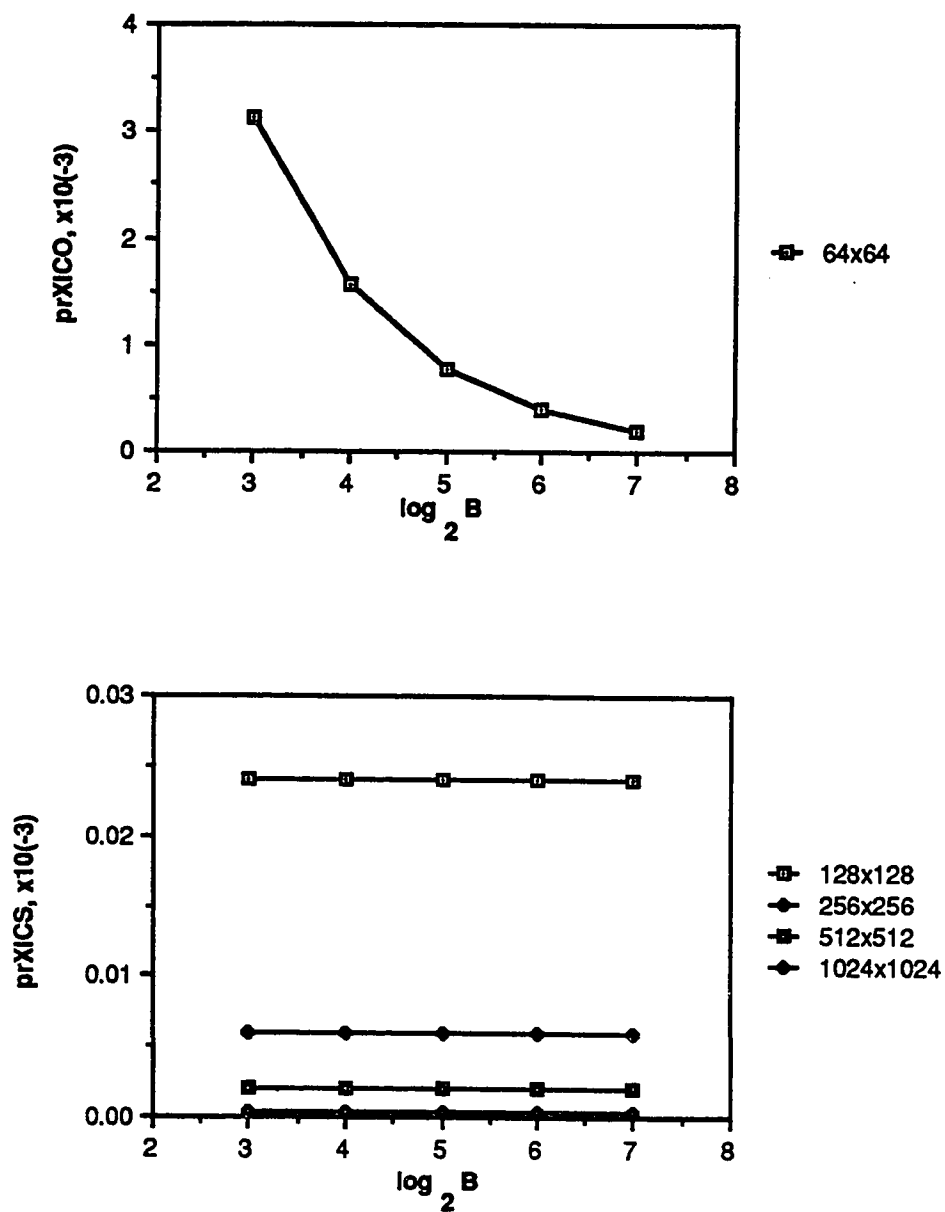 4
3
2
1
0
prXICO, x10(-3)
2 3 4 5 6 7 8
log 2 B
64x64
0.03
0.02
0.01
0.00
prXICS, x10(-3)
2 3 4 5 6 7 8
log 2 B
128x128
256x256
512x512
1024x1024